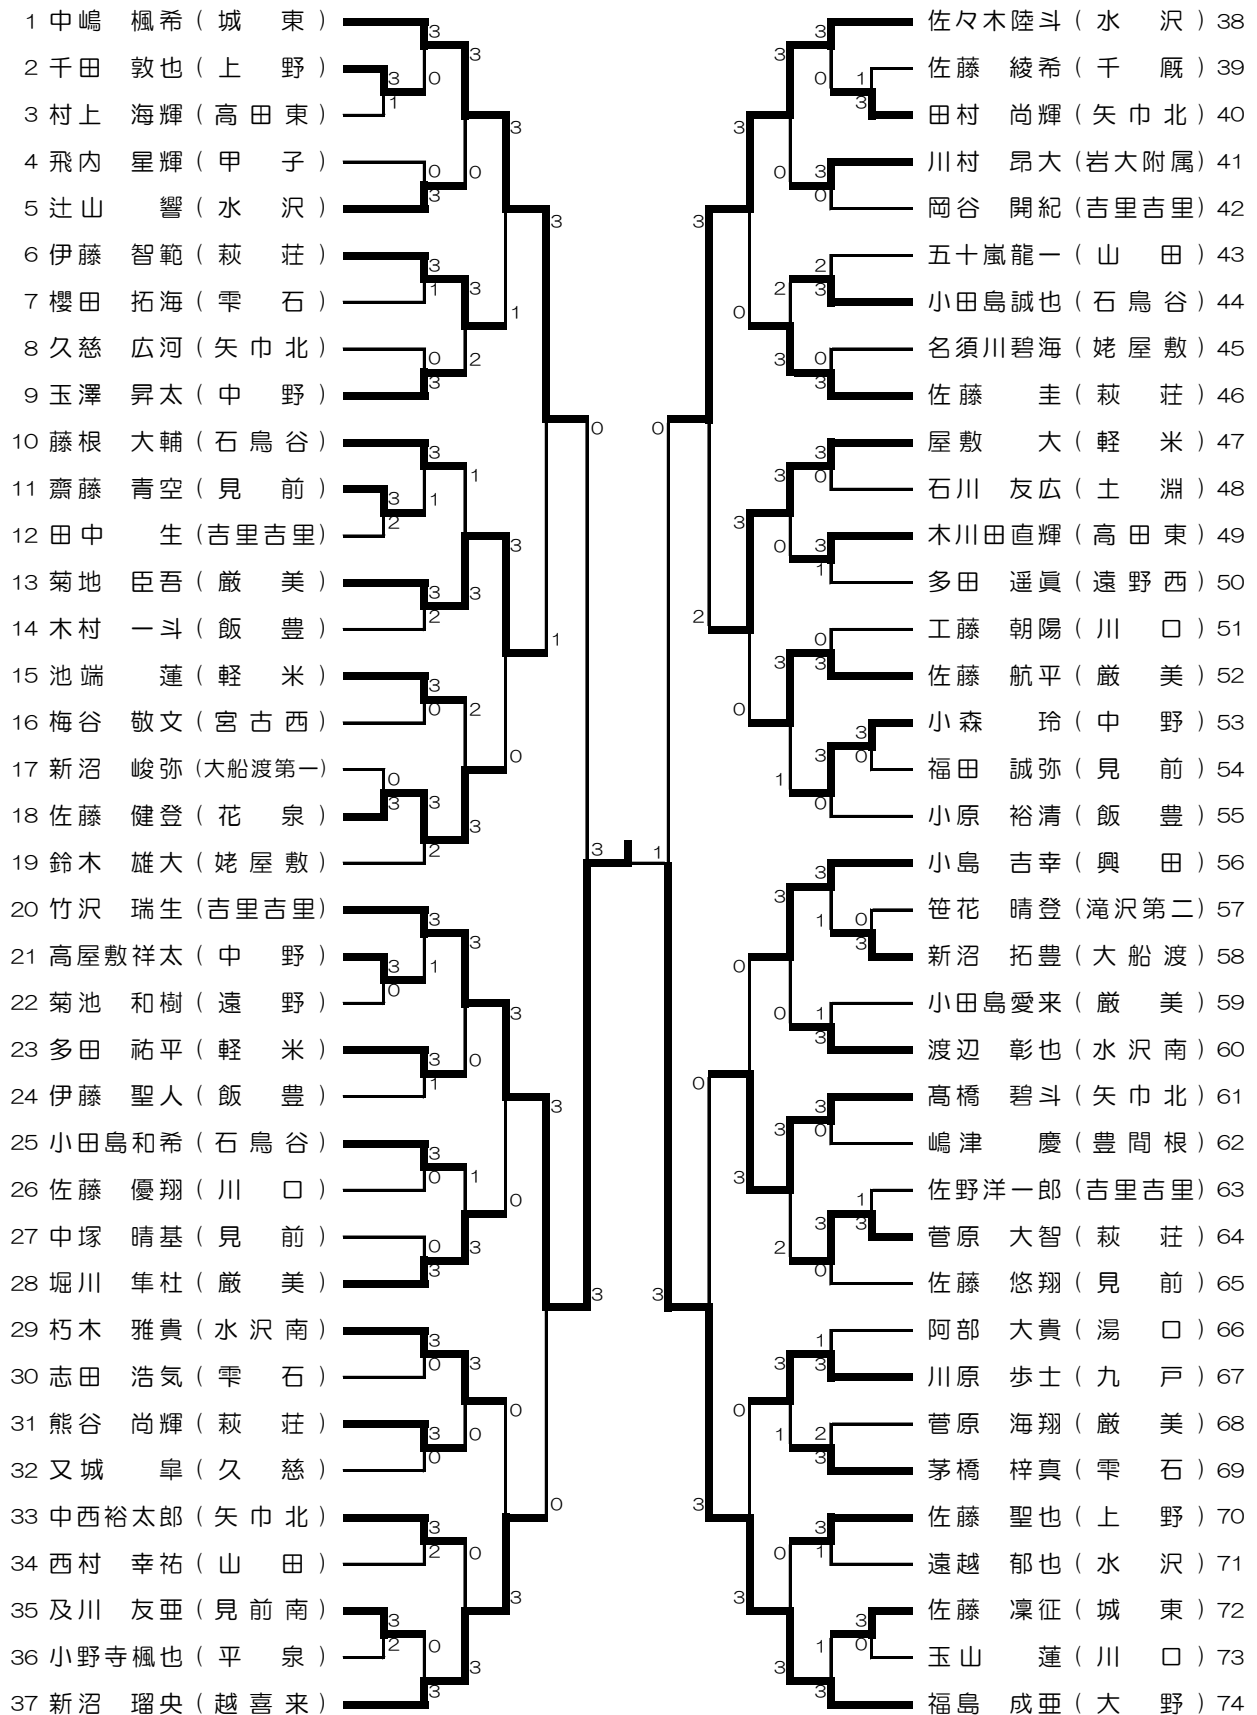 1 中嶋 楓希 ( 城 東 )
2 千田 敦也 ( 上 野 )
3 村上 海輝 ( 高田東 )
4 飛内 星輝 ( 甲 子 )
5 辻山 響 ( 水 沢 )
6 伊藤 智範 ( 萩 荘 )
7 櫻田 拓海 ( 雫 石 )
8 久慈 広河 ( 矢巾北 )
9 玉澤 昇太 ( 中 野 )
10 藤根 大輔 ( 石鳥谷 )
11 齋藤 青空 ( 見 前 )
12 田中 生 (吉里吉里)
13 菊地 臣吾 ( 厳 美 )
14 木村 一斗 ( 飯 豊 )
15 池端 蓮 ( 軽 米 )
16 梅谷 敬文 ( 宮古西 )
17 新沼 峻弥 (大船渡第一)
18 佐藤 健登 ( 花 泉 )
19 鈴木 雄大 ( 姥屋敷 )
20 竹沢 瑞生 (吉里吉里)
21 高屋敷祥太 ( 中 野 )
22 菊池 和樹 ( 遠 野 )
23 多田 祐平 ( 軽 米 )
24 伊藤 聖人 ( 飯 豊 )
25 小田島和希 ( 石鳥谷 )
26 佐藤 優翔 ( 川 口 )
27 中塚 晴基 ( 見 前 )
28 堀川 隼杜 ( 厳 美 )
29 朽木 雅貴 ( 水沢南 )
30 志田 浩気 ( 雫 石 )
31 熊谷 尚輝 ( 萩 荘 )
32 又城 皐 ( 久 慈 )
33 中西裕太郎 ( 矢巾北 )
34 西村 幸祐 ( 山 田 )
35 及川 友亜 ( 見前南 )
36 小野寺楓也 ( 平 泉 )
37 新沼 瑠央 ( 越喜来 )
佐々木陸斗 ( 水 沢 ) 38
佐藤 綾希 ( 千 厩 ) 39
田村 尚輝 ( 矢巾北 ) 40
川村 昂大 (岩大附属) 41
岡谷 開紀 (吉里吉里) 42
五十嵐龍一 ( 山 田 ) 43
小田島誠也 ( 石鳥谷 ) 44
名須川碧海 ( 姥屋敷 ) 45
佐藤 圭 ( 萩 荘 ) 46
屋敷 大 ( 軽 米 ) 47
石川 友広 ( 土 淵 ) 48
木川田直輝 ( 高田東 ) 49
多田 遥眞 ( 遠野西 ) 50
工藤 朝陽 ( 川 口 ) 51
佐藤 航平 ( 厳 美 ) 52
小森 玲 ( 中 野 ) 53
福田 誠弥 ( 見 前 ) 54
小原 裕清 ( 飯 豊 ) 55
小島 吉幸 ( 興 田 ) 56
笹花 晴登 (滝沢第二) 57
新沼 拓豊 ( 大船渡 ) 58
小田島愛来 ( 厳 美 ) 59
渡辺 彰也 ( 水沢南 ) 60
髙橋 碧斗 ( 矢巾北 ) 61
嶋津 慶 ( 豊間根 ) 62
佐野洋一郎 (吉里吉里) 63
菅原 大智 ( 萩 荘 ) 64
佐藤 悠翔 ( 見 前 ) 65
阿部 大貴 ( 湯 口 ) 66
川原 歩士 ( 九 戸 ) 67
菅原 海翔 ( 厳 美 ) 68
茅橋 梓真 ( 雫 石 ) 69
佐藤 聖也 ( 上 野 ) 70
遠越 郁也 ( 水 沢 ) 71
佐藤 凜征 ( 城 東 ) 72
玉山 蓮 ( 川 口 ) 73
福島 成亜 ( 大 野 ) 74